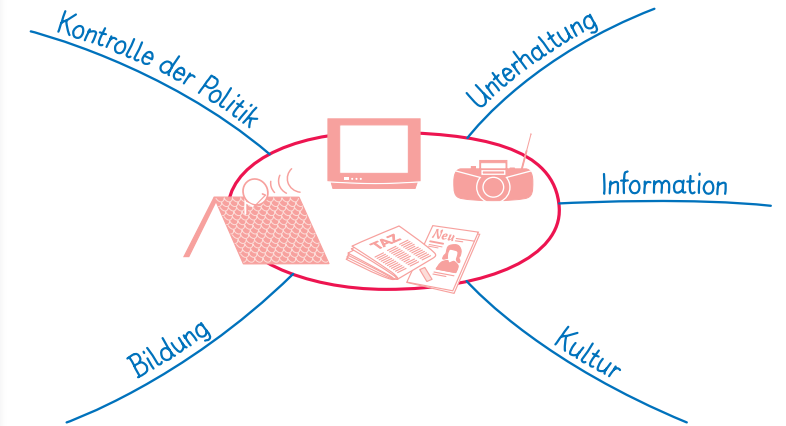 Kontrolle der Politik
Unterhaltung
Information
TAZ
Neu
Bildung
Kultur